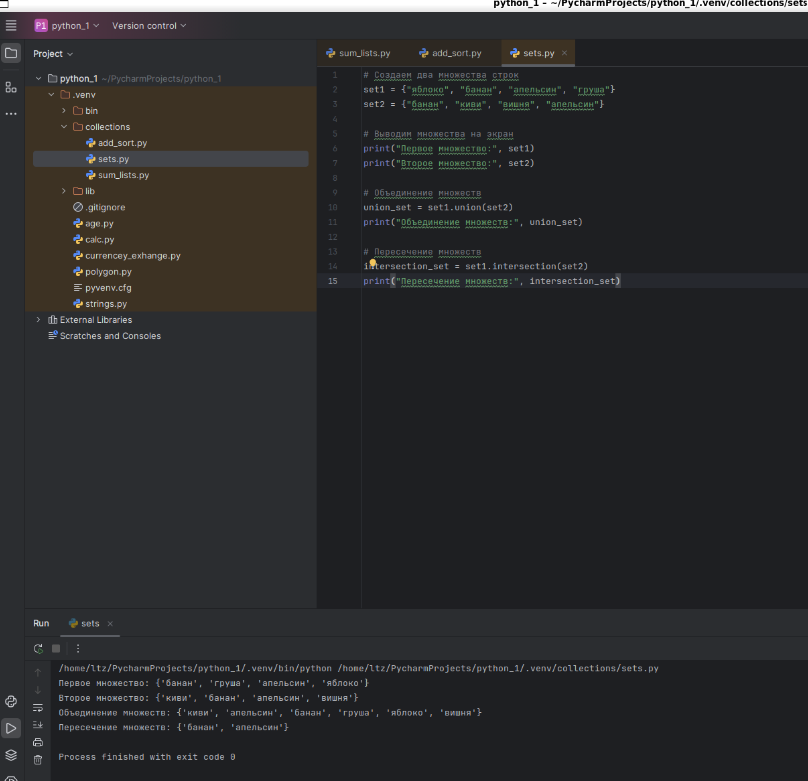 python_1 – ~/PycharmProjects/python_1/.venv/collections/sets
P1 python_1 Version control
Project
sum_lists.py add_sort.py sets.py
python_1 ~/PycharmProjects/python_1
.venv
bin
collections
add_sort.py
sets.py
sum_lists.py
lib
.gitignore
age.py
calc.py
currencey_exhange.py
polygon.py
pyvenv.cfg
strings.py
External Libraries
Scratches and Consoles
1 # Создаем два множества строк
2 set1 = {"яблоко", "банан", "апельсин", "груша"}
3 set2 = {"банан", "киви", "вишня", "апельсин"}
4
5 # Выводим множества на экран
6 print("Первое множество:", set1)
7 print("Второе множество:", set2)
8
9 # Объединение множеств
10 union_set = set1.union(set2)
11 print("Объединение множеств:", union_set)
12
13 # Пересечение множеств
14 intersection_set = set1.intersection(set2)
15 print("Пересечение множеств:", intersection_set)
Run sets
/home/ltz/PycharmProjects/python_1/.venv/bin/python /home/ltz/PycharmProjects/python_1/.venv/collections/sets.py
Первое множество: {'банан', 'груша', 'апельсин', 'яблоко'}
Второе множество: {'киви', 'банан', 'апельсин', 'вишня'}
Объединение множеств: {'киви', 'апельсин', 'банан', 'груша', 'яблоко', 'вишня'}
Пересечение множеств: {'банан', 'апельсин'}
Process finished with exit code 0